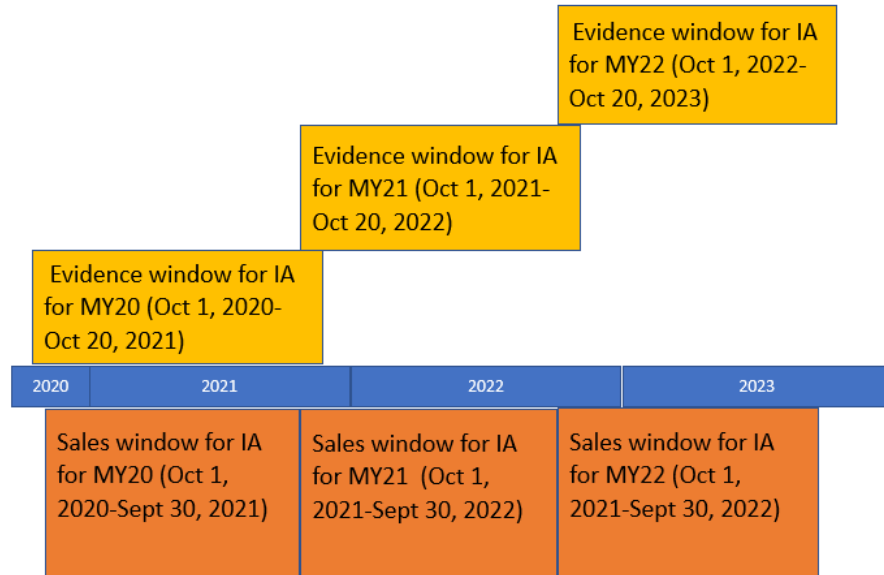 Evidence window for IA
for MY22 (Oct 1, 2022-
Oct 20, 2023)
Evidence window for IA
for MY21 (Oct 1, 2021-
Oct 20, 2022)
Evidence window for IA
for MY20 (Oct 1, 2020-
Oct 20, 2021)
2020
2021
2022
2023
Sales window for IA
for MY20 (Oct 1,
2020-Sept 30, 2021)
Sales window for IA
for MY21 (Oct 1,
2021-Sept 30, 2022)
Sales window for IA
for MY22 (Oct 1,
2021-Sept 30, 2022)